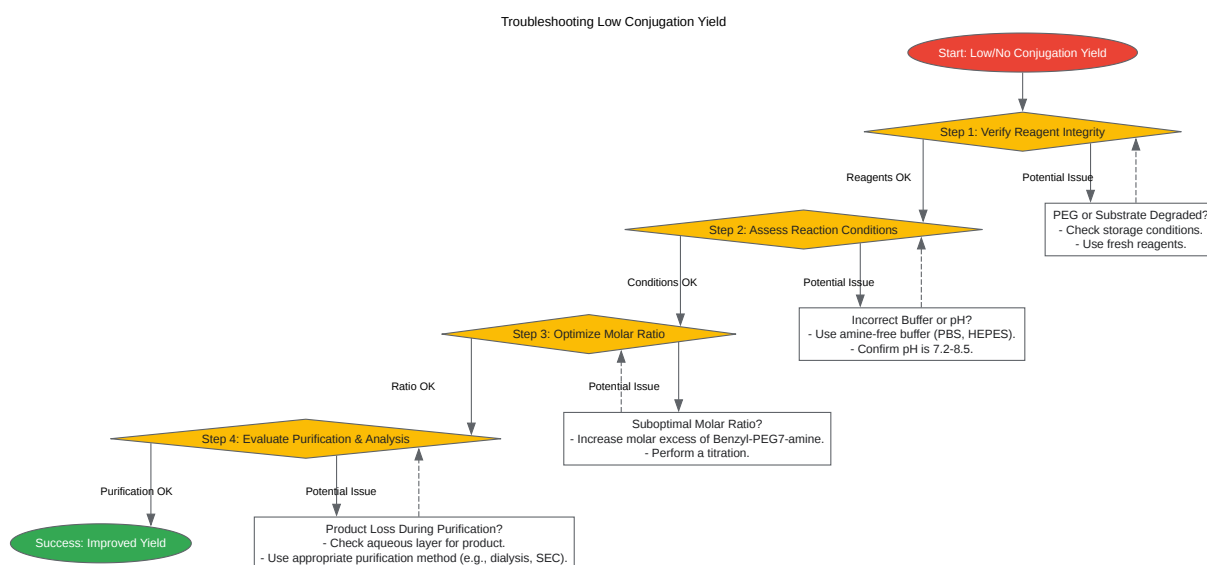 Troubleshooting Low Conjugation Yield
Start: Low/No Conjugation Yield
Step 1: Verify Reagent Integrity
Reagents OK
Potential Issue
PEG or Substrate Degraded?
- Check storage conditions.
- Use fresh reagents.
Step 2: Assess Reaction Conditions
Conditions OK
Potential Issue
Incorrect Buffer or pH?
- Use amine-free buffer (PBS, HEPES).
- Confirm pH is 7.2-8.5.
Step 3: Optimize Molar Ratio
Ratio OK
Potential Issue
Suboptimal Molar Ratio?
- Increase molar excess of Benzyl-PEG7-amine.
- Perform a titration.
Step 4: Evaluate Purification & Analysis
Purification OK
Potential Issue
Product Loss During Purification?
- Check aqueous layer for product.
- Use appropriate purification method (e.g., dialysis, SEC).
Success: Improved Yield